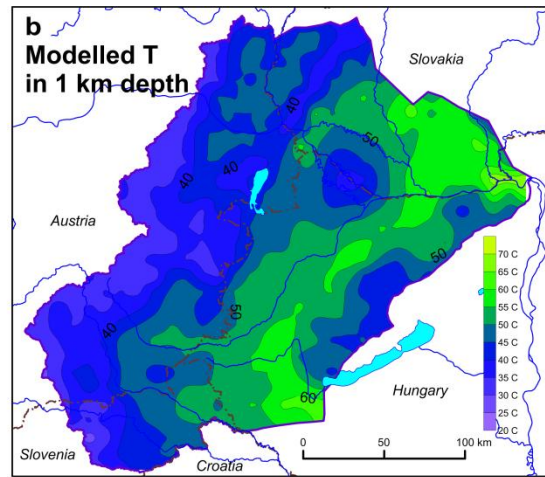 b
Modelled T
in 1 km depth
Slovakia
40
50
40
40
Austria
50
50
40
70 C
65 C
60 C
55 C
50 C
45 C
40 C
35 C
30 C
25 C
20 C
Hungary
60
Slovenia
Croatia
0 50 100 km